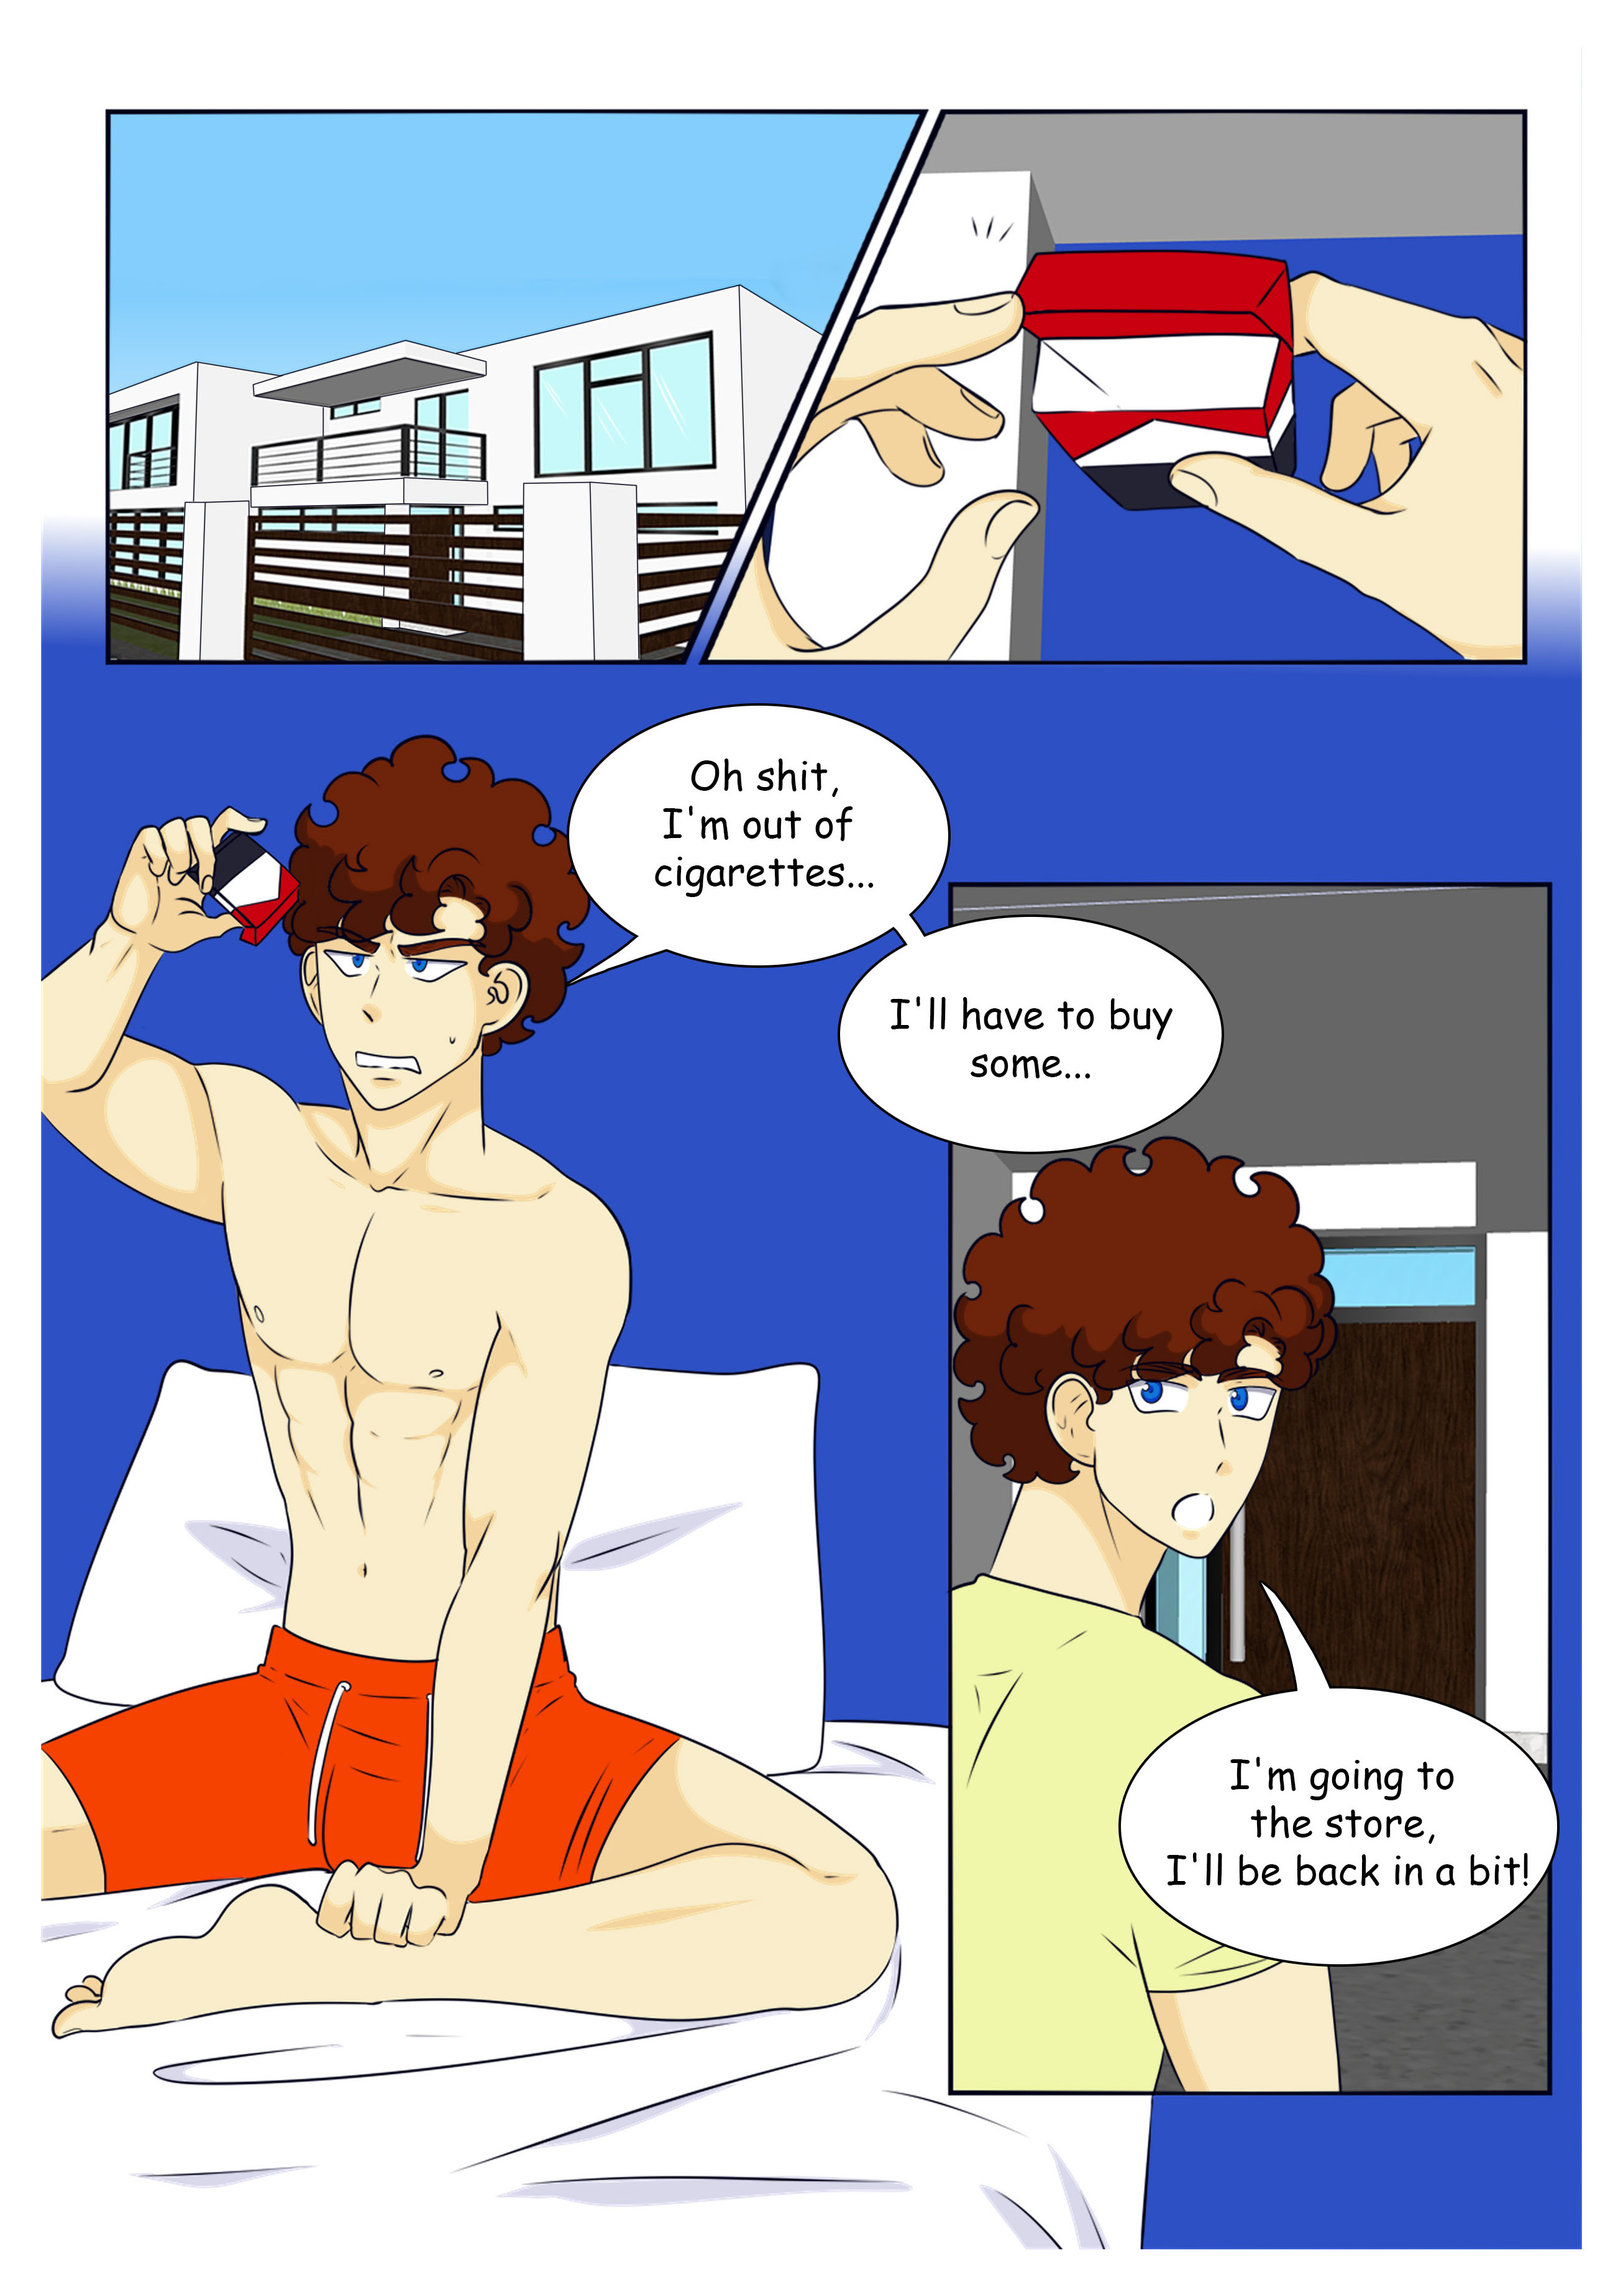 Oh shit,
I'm out of
cigarettes...
I'll have to buy
some...
I'm going to
the store,
I'll be back in a bit!